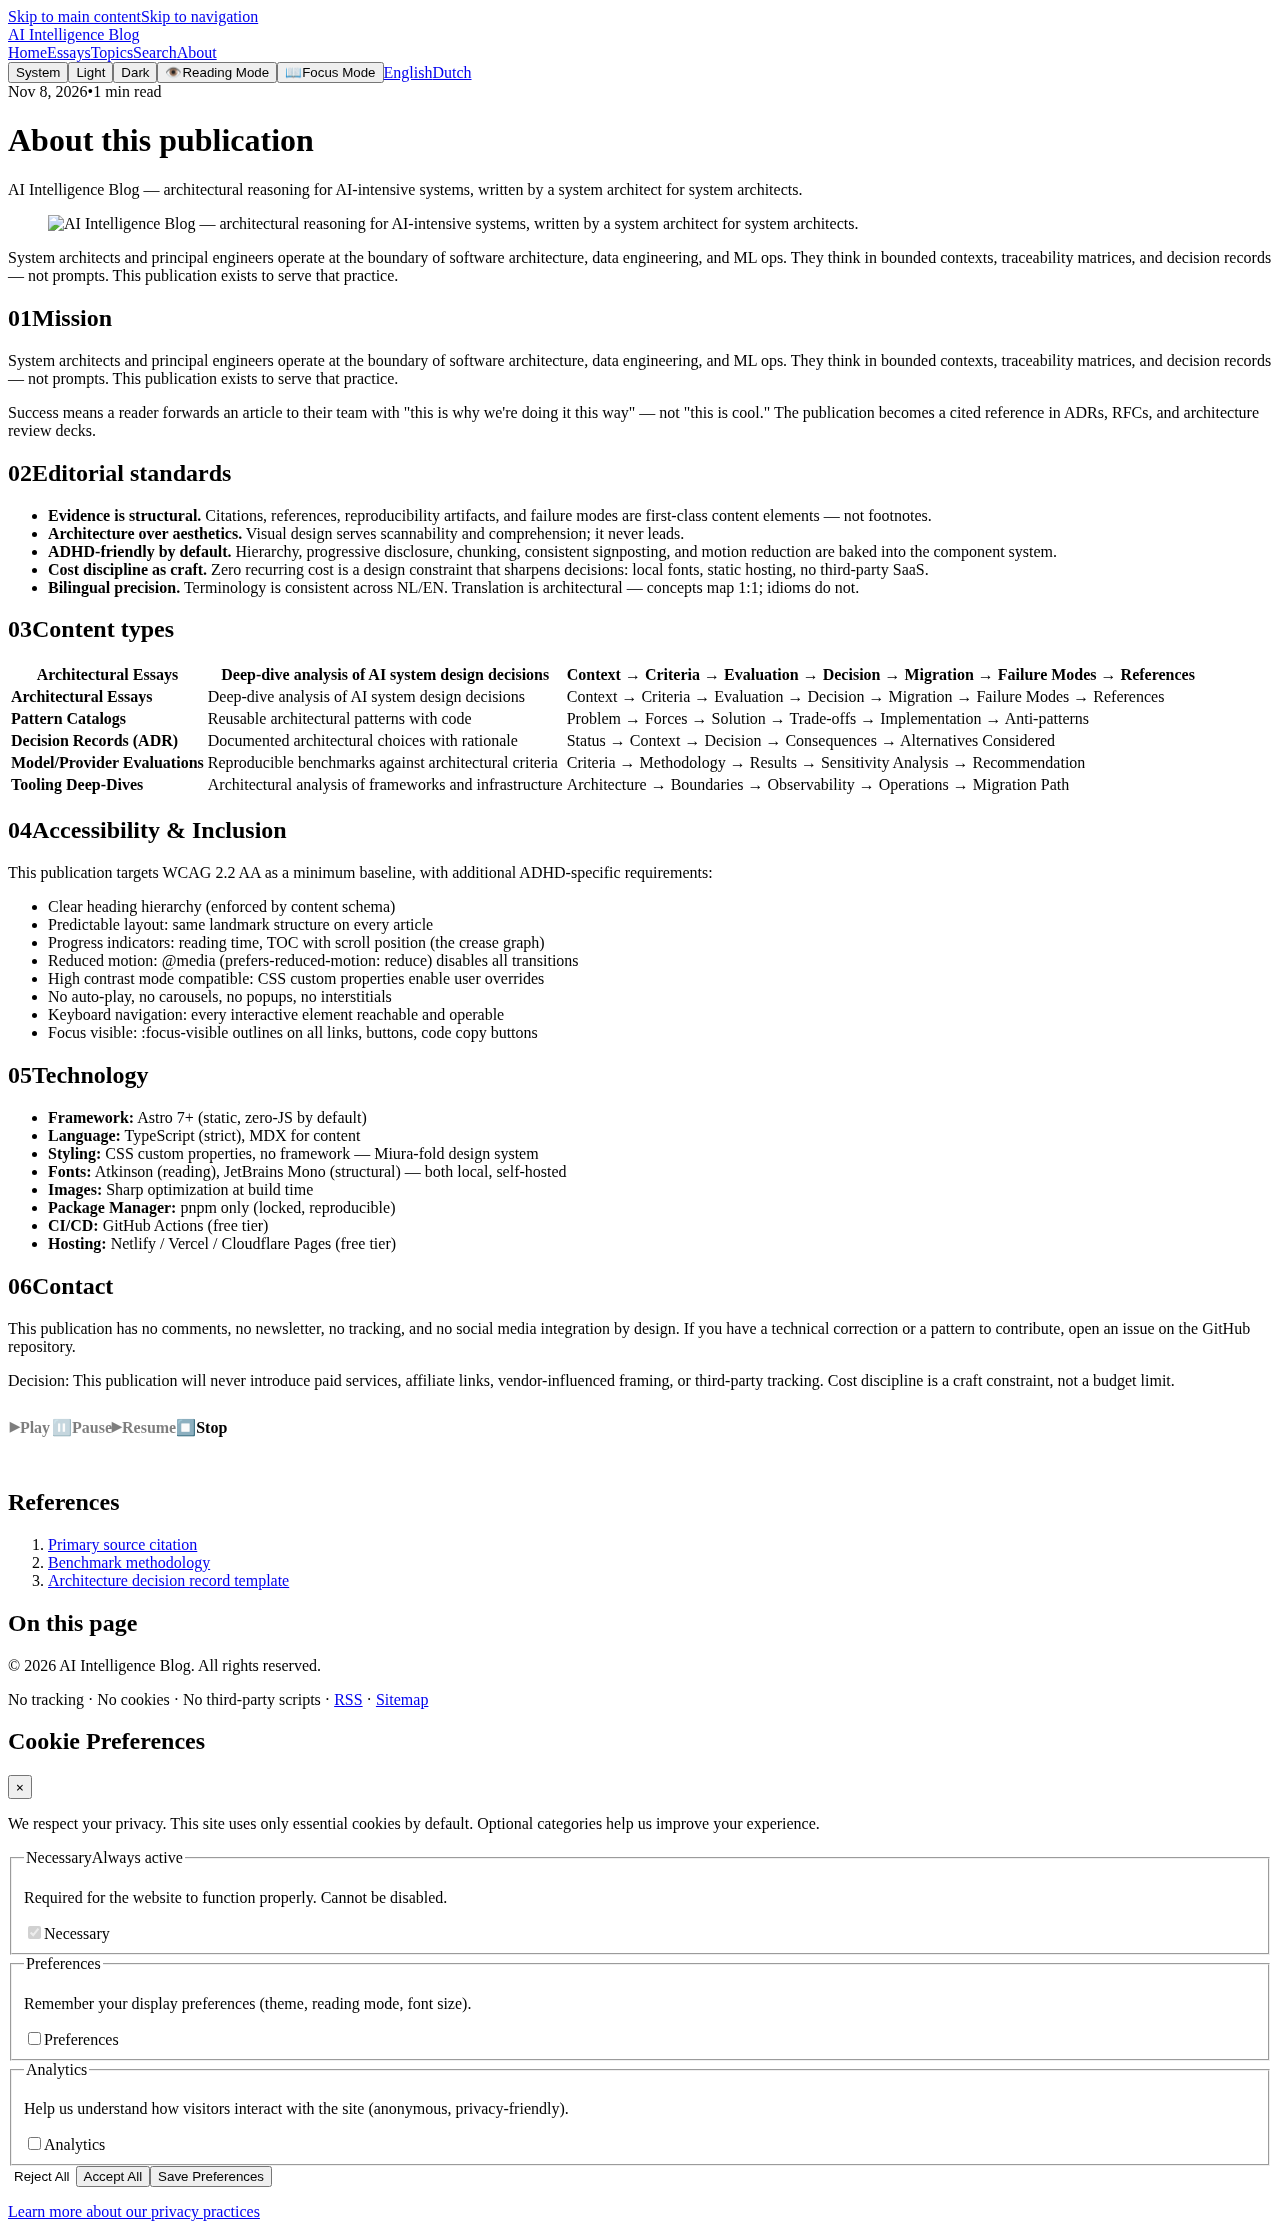 Skip to main contentSkip to navigation
AI Intelligence Blog
HomeEssaysTopicsSearchAbout
System Light Dark 👁️Reading Mode 📖Focus Mode EnglishDutch
Nov 8, 2026•1 min read
About this publication
AI Intelligence Blog — architectural reasoning for AI-intensive systems, written by a system architect for system architects.
AI Intelligence Blog — architectural reasoning for AI-intensive systems, written by a system architect for system architects.
System architects and principal engineers operate at the boundary of software architecture, data engineering, and ML ops. They think in bounded contexts, traceability matrices, and decision records
— not prompts. This publication exists to serve that practice.
01Mission
System architects and principal engineers operate at the boundary of software architecture, data engineering, and ML ops. They think in bounded contexts, traceability matrices, and decision records
— not prompts. This publication exists to serve that practice.
Success means a reader forwards an article to their team with "this is why we're doing it this way" — not "this is cool." The publication becomes a cited reference in ADRs, RFCs, and architecture
review decks.
02Editorial standards
• Evidence is structural. Citations, references, reproducibility artifacts, and failure modes are first-class content elements — not footnotes.
• Architecture over aesthetics. Visual design serves scannability and comprehension; it never leads.
• ADHD-friendly by default. Hierarchy, progressive disclosure, chunking, consistent signposting, and motion reduction are baked into the component system.
• Cost discipline as craft. Zero recurring cost is a design constraint that sharpens decisions: local fonts, static hosting, no third-party SaaS.
• Bilingual precision. Terminology is consistent across NL/EN. Translation is architectural — concepts map 1:1; idioms do not.
03Content types
Architectural Essays Deep-dive analysis of AI system design decisions Context → Criteria → Evaluation → Decision → Migration → Failure Modes → References
Architectural Essays Deep-dive analysis of AI system design decisions Context → Criteria → Evaluation → Decision → Migration → Failure Modes → References
Pattern Catalogs Reusable architectural patterns with code Problem → Forces → Solution → Trade-offs → Implementation → Anti-patterns
Decision Records (ADR) Documented architectural choices with rationale Status → Context → Decision → Consequences → Alternatives Considered
Model/Provider Evaluations Reproducible benchmarks against architectural criteria Criteria → Methodology → Results → Sensitivity Analysis → Recommendation
Tooling Deep-Dives Architectural analysis of frameworks and infrastructure Architecture → Boundaries → Observability → Operations → Migration Path
04Accessibility & Inclusion
This publication targets WCAG 2.2 AA as a minimum baseline, with additional ADHD-specific requirements:
• Clear heading hierarchy (enforced by content schema)
• Predictable layout: same landmark structure on every article
• Progress indicators: reading time, TOC with scroll position (the crease graph)
• Reduced motion: @media (prefers-reduced-motion: reduce) disables all transitions
• High contrast mode compatible: CSS custom properties enable user overrides
• No auto-play, no carousels, no popups, no interstitials
• Keyboard navigation: every interactive element reachable and operable
• Focus visible: :focus-visible outlines on all links, buttons, code copy buttons
05Technology
• Framework: Astro 7+ (static, zero-JS by default)
• Language: TypeScript (strict), MDX for content
• Styling: CSS custom properties, no framework — Miura-fold design system
• Fonts: Atkinson (reading), JetBrains Mono (structural) — both local, self-hosted
• Images: Sharp optimization at build time
• Package Manager: pnpm only (locked, reproducible)
• CI/CD: GitHub Actions (free tier)
• Hosting: Netlify / Vercel / Cloudflare Pages (free tier)
06Contact
This publication has no comments, no newsletter, no tracking, and no social media integration by design. If you have a technical correction or a pattern to contribute, open an issue on the GitHub
repository.
Decision: This publication will never introduce paid services, affiliate links, vendor-influenced framing, or third-party tracking. Cost discipline is a craft constraint, not a budget limit.
▶Play ⏸Pause▶Resume⏹Stop
References
1. Primary source citation
2. Benchmark methodology
3. Architecture decision record template
On this page
© 2026 AI Intelligence Blog. All rights reserved.
No tracking · No cookies · No third-party scripts · RSS · Sitemap
Cookie Preferences
×
We respect your privacy. This site uses only essential cookies by default. Optional categories help us improve your experience.
NecessaryAlways active
Required for the website to function properly. Cannot be disabled.
Necessary
Preferences
Remember your display preferences (theme, reading mode, font size).
Preferences
Analytics
Help us understand how visitors interact with the site (anonymous, privacy-friendly).
Analytics
Reject All Accept All Save Preferences
Learn more about our privacy practices